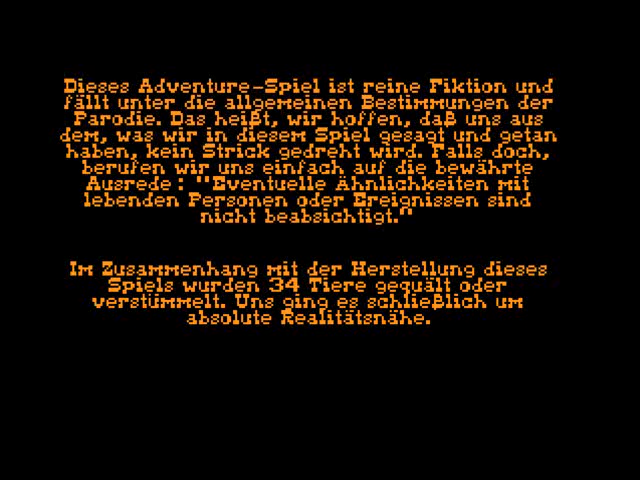 Dieses Adventure-Spiel ist reine Fiktion und
fällt unter die allgemeinen Bestimmungen der
Parodie. Das heißt, wir hoffen, daß uns aus
dem, was wir in diesem Spiel gesagt und getan
haben, kein Strick gedreht wird. Falls doch,
berufen wir uns einfach auf die bewährte
Ausrede: "Eventuelle Ähnlichkeiten mit
lebenden Personen oder Ereignissen sind
nicht beabsichtigt."
Im Zusammenhang mit der Herstellung dieses
Spiels wurden 34 Tiere gequält oder
verstümmelt. Uns ging es schließlich um
absolute Realitätsnähe.